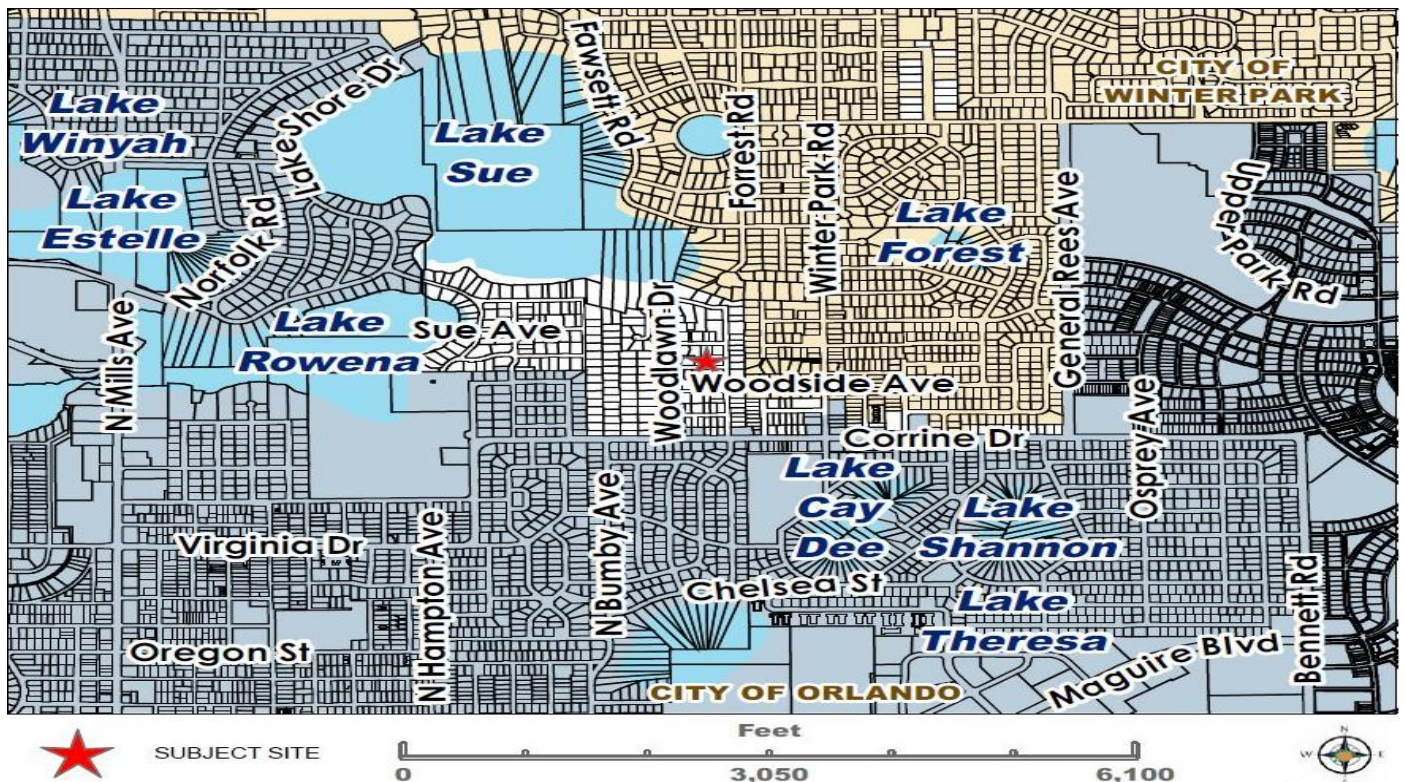 CITY OF
WINTER PARK
Fawsett Rd
Lake Shore Dr
Lake
Winyah
Lake
Sue
Forrest Rd
Winter Park Rd
Upper Park Rd
Lake
Estelle
Norfolk Rd
Lake
Forest
General Rees Ave
N Mills Ave
Lake
Rowena
Sue Ave
Woodlawn Dr
Woodside Ave
Corrine Dr
Osprey Ave
Lake
Cay
Dee
Lake
Shannon
Virginia Dr
N Hampton Ave
N Bumby Ave
Chelsea St
Lake
Theresa
Bennett Rd
Oregon St
Maguire Blvd
CITY OF ORLANDO
SUBJECT SITE
Feet
0 3,050 6,100
N
W E
S